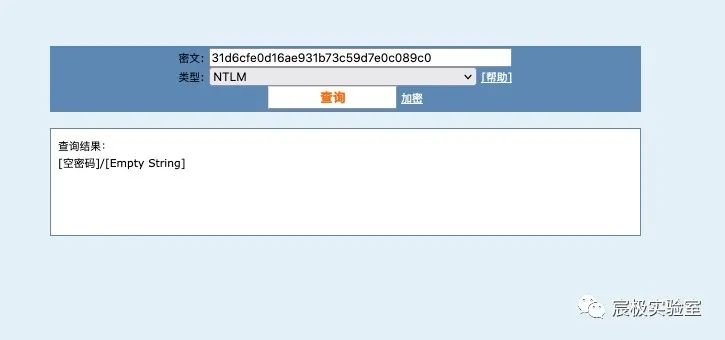 密文: 31d6cfe0d16ae931b73c59d7e0c089c0
类型: NTLM [帮助]
查询 加密
查询结果:
[空密码]/[Empty String]
宸极实验室